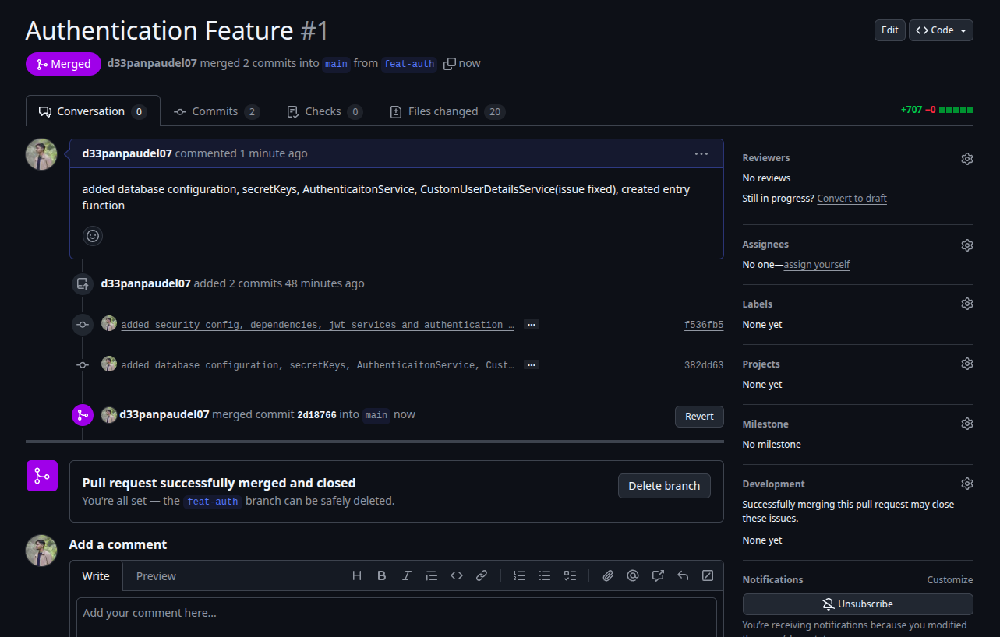 Authentication Feature #1
Edit
Code
Merged
d33panpaudel07 merged 2 commits into main from feat-auth now
Conversation 0
Commits 2
Checks 0
Files changed 20
+707 −0
d33panpaudel07 commented 1 minute ago
added database configuration, secretKeys, AuthenticaitonService, CustomUserDetailsService(issue fixed), created entry
function
d33panpaudel07 added 2 commits 48 minutes ago
added security config, dependencies, jwt services and authentication …
f536fb5
added database configuration, secretKeys, AuthenticaitonService, Cust…
382dd63
d33panpaudel07 merged commit 2d18766 into main now
Revert
Pull request successfully merged and closed
You're all set — the feat-auth branch can be safely deleted.
Delete branch
Add a comment
Write
Preview
Add your comment here...
Reviewers
No reviews
Still in progress? Convert to draft
Assignees
No one—assign yourself
Labels
None yet
Projects
None yet
Milestone
No milestone
Development
Successfully merging this pull request may close
these issues.
None yet
Notifications
Customize
Unsubscribe
You're receiving notifications because you modified